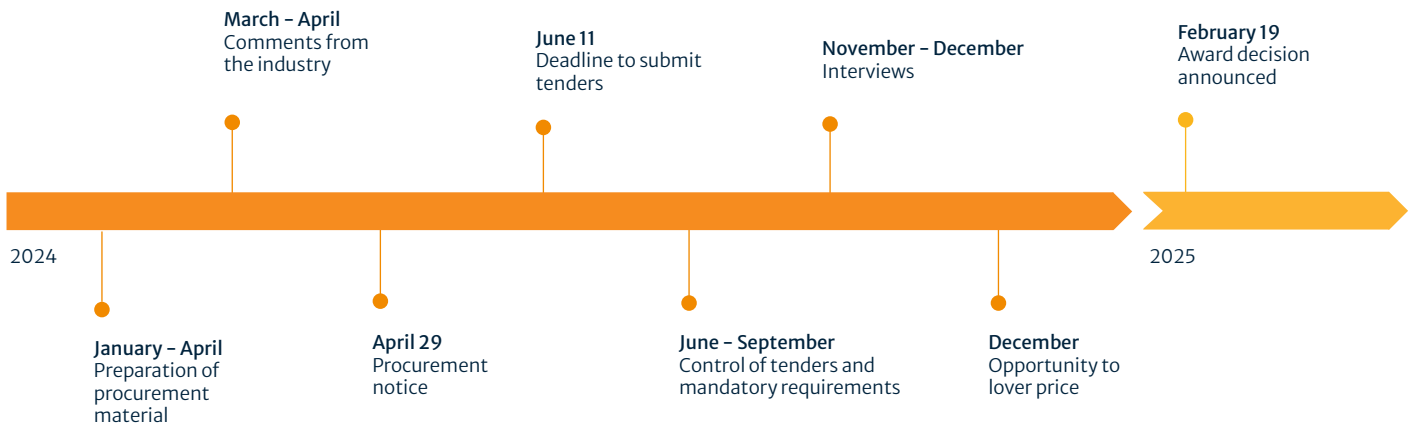 March – April
Comments from
the industry
June 11
Deadline to submit
tenders
November – December
Interviews
February 19
Award decision
announced
2024
2025
January – April
Preparation of
procurement
material
April 29
Procurement
notice
June – September
Control of tenders and
mandatory requirements
December
Opportunity to
lover price